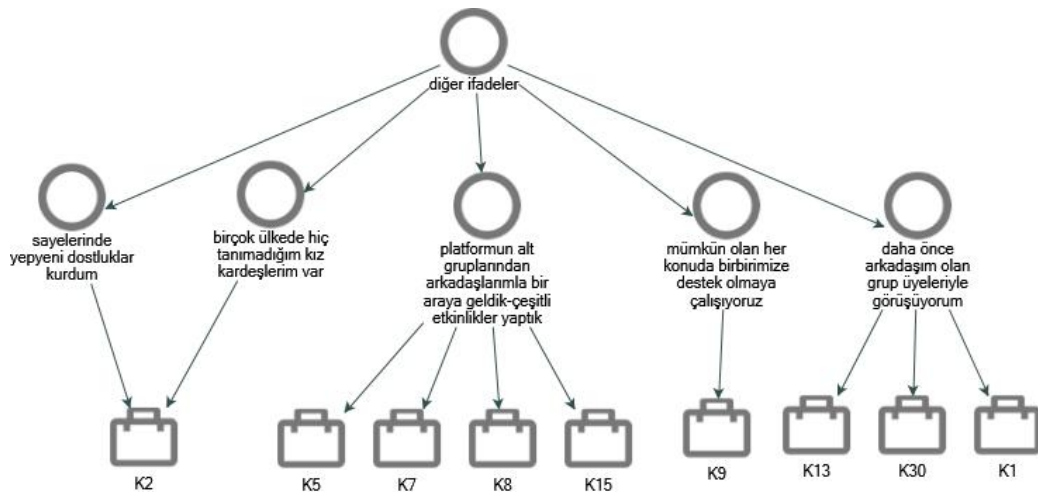 diğer ifadeler
sayelerinde
yepyeni dostluklar
kurdum
birçok ülkede hiç
tanımadığım kız
kardeşlerim var
platformun alt
gruplarından
arkadaşlarımla bir
araya geldik-çeşitli
etkinlikler yaptık
mümkün olan her
konuda birbirimize
destek olmaya
çalışıyoruz
daha önce
arkadaşım olan
grup üyeleriyle
görüşüyorum
K2
K5
K7
K8
K15
K9
K13
K30
K1